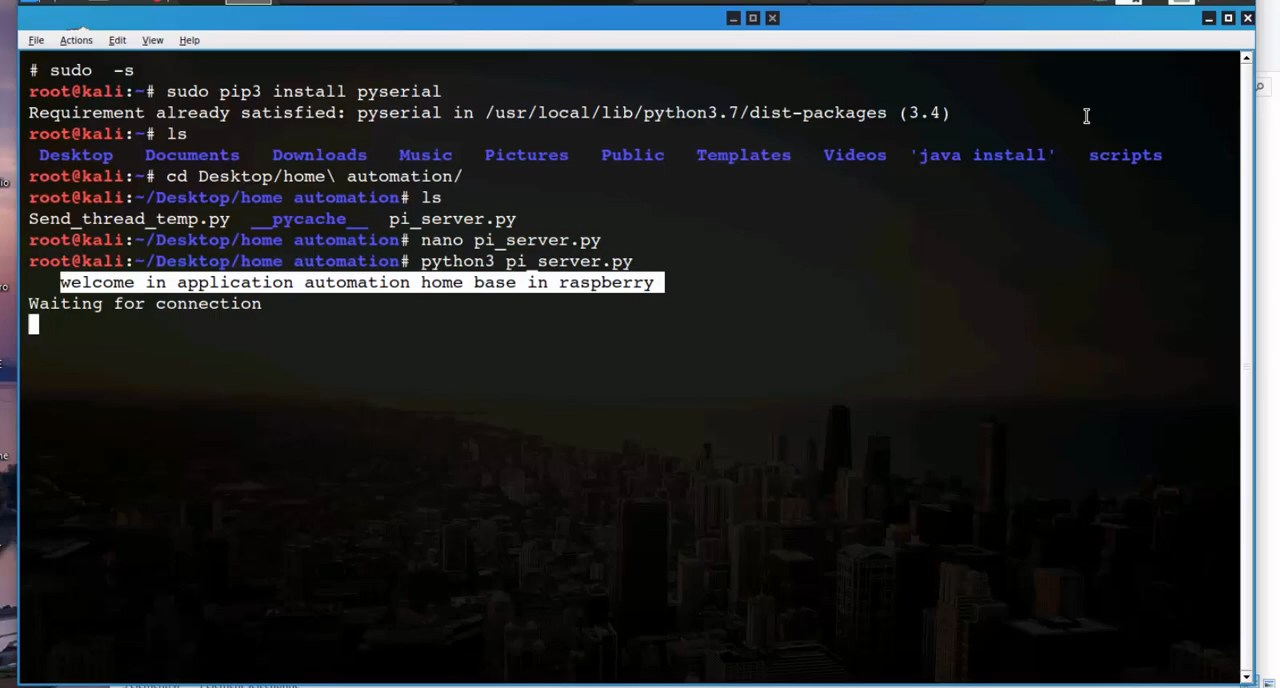 File Actions Edit View Help
# sudo  -s
root@kali:~# sudo pip3 install pyserial
Requirement already satisfied: pyserial in /usr/local/lib/python3.7/dist-packages (3.4)
root@kali:~# ls
Desktop Documents Downloads Music Pictures Public Templates Videos 'java install' scripts
root@kali:~# cd Desktop/home\ automation/
root@kali:~/Desktop/home automation# ls
Send_thread_temp.py __pycache__ pi_server.py
root@kali:~/Desktop/home automation# nano pi_server.py
root@kali:~/Desktop/home automation# python3 pi_server.py
welcome in application automation home base in raspberry
Waiting for connection